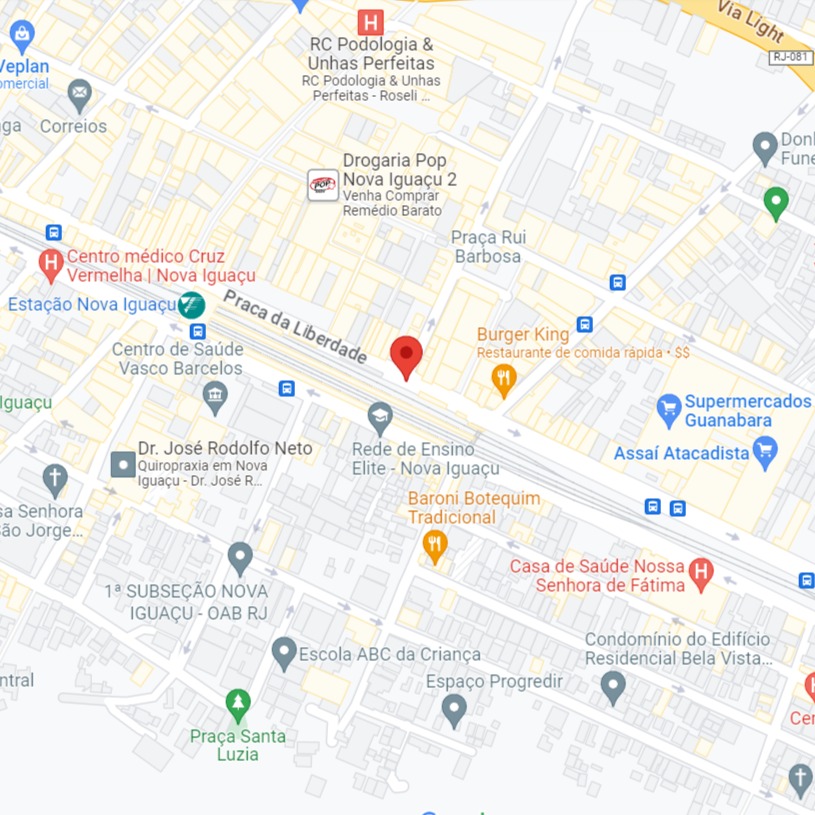 Via Light
RJ-081
RC Podologia &
Unhas Perfeitas
RC Podologia & Unhas
Perfeitas - Roseli ...
Veplan
omercial
Correios
ga
Donl
Fune
Drogaria Pop
Nova Iguaçu 2
Venha Comprar
Remédio Barato
POP
Praça Rui
Barbosa
Centro médico Cruz
Vermelha | Nova Iguaçu
Estação Nova Iguaçu
Praca da Liberdade
Burger King
Restaurante de comida rápida • $$
Centro de Saúde
Vasco Barcelos
Iguaçu
Supermercados
Guanabara
Assaí Atacadista
Dr. José Rodolfo Neto
Quiropraxia em Nova
Iguaçu - Dr. José R...
Rede de Ensino
Elite - Nova Iguaçu
sa Senhora
são Jorge...
Baroni Botequim
Tradicional
Casa de Saúde Nossa
Senhora de Fátima
1ª SUBSEÇÃO NOVA
IGUAÇU - OAB RJ
Condomínio do Edifício
Residencial Bela Vista...
Escola ABC da Criança
Espaço Progredir
ntral
Cer
Praça Santa
Luzia